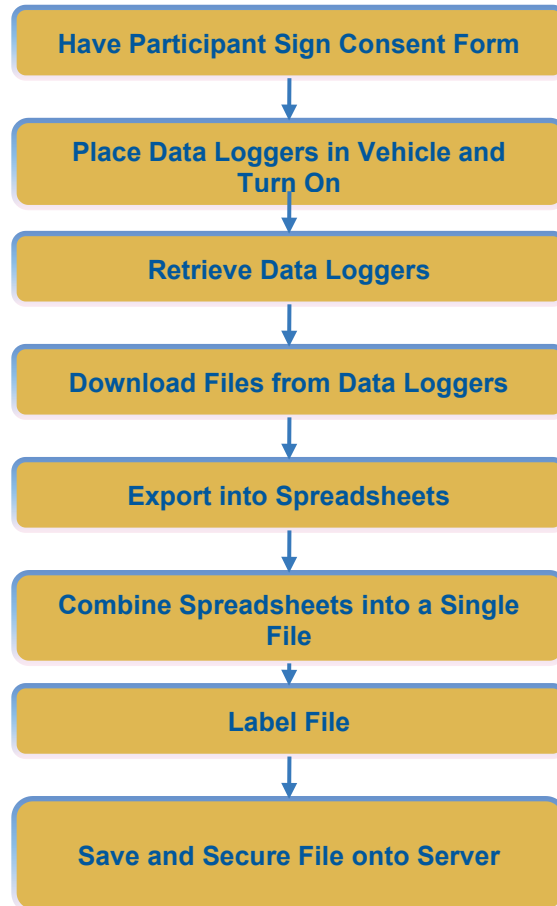 Have Participant Sign Consent Form
Place Data Loggers in Vehicle and
Turn On
Retrieve Data Loggers
Download Files from Data Loggers
Export into Spreadsheets
Combine Spreadsheets into a Single
File
Label File
Save and Secure File onto Server